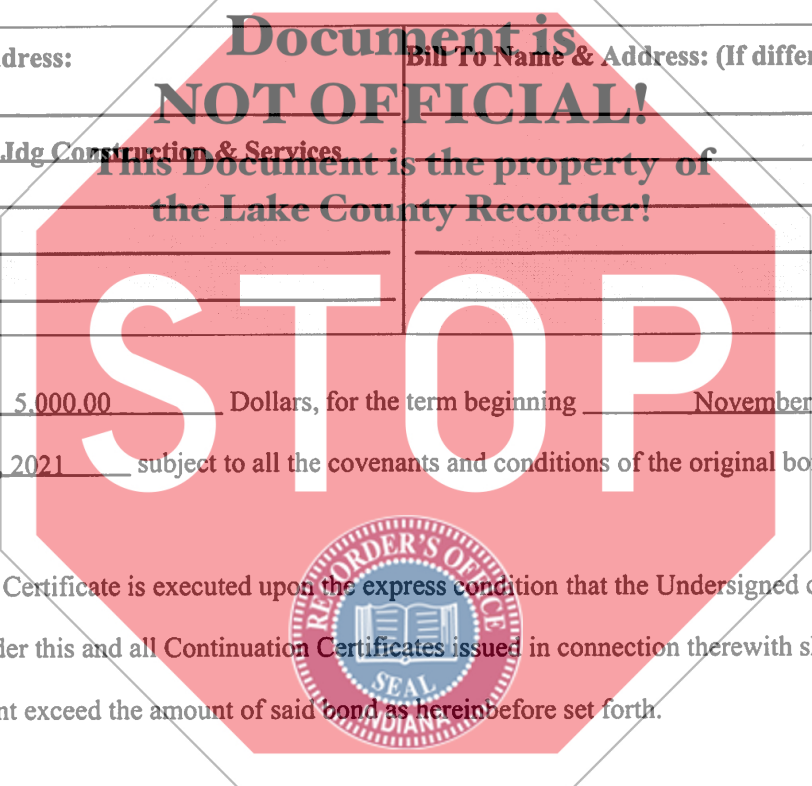 Document is
dress:
Bill To Name & Address: (If differ
NOT OFFICIAL!
Jdg Construction & Services
This Document is the property of
the Lake County Recorder!
STOP
5,000.00 Dollars, for the term beginning November
, 2021 subject to all the covenants and conditions of the original bo
RECORDER'S OFFICE
Certificate is executed upon the express condition that the Undersigned
der this and all Continuation Certificates issued in connection therewith s
SEAL
INDIANA
nt exceed the amount of said bond as hereinbefore set forth.